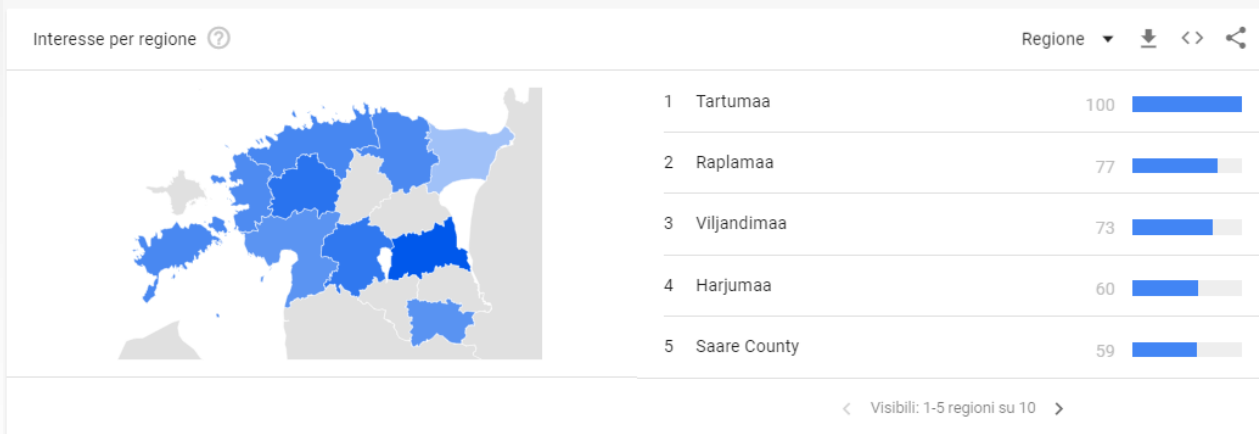 Interesse per regione
Regione
1 Tartumaa 100
2 Raplamaa 77
3 Viljandimaa 73
4 Harjumaa 60
5 Saare County 59
Visibili: 1-5 regioni su 10